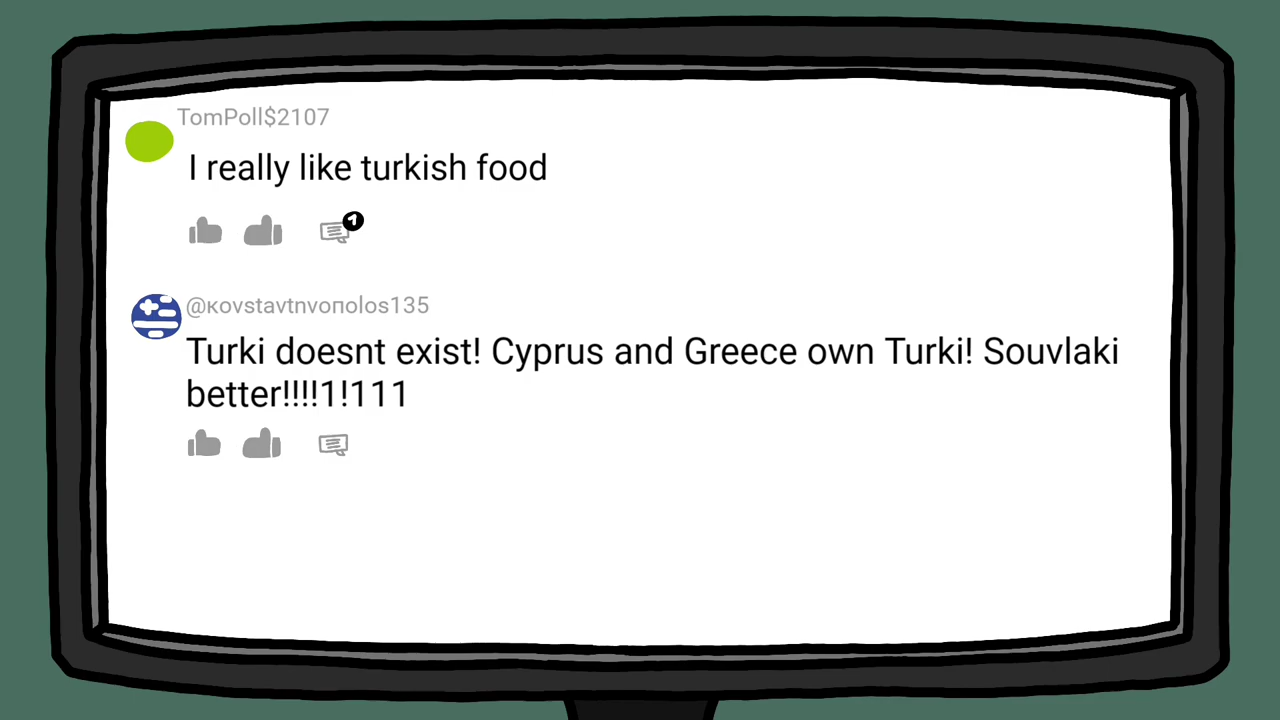 TomPoll$2107
I really like turkish food
1
@кovstavtnvoпolos135
Turki doesnt exist! Cyprus and Greece own Turki! Souvlaki
better!!!!1!111